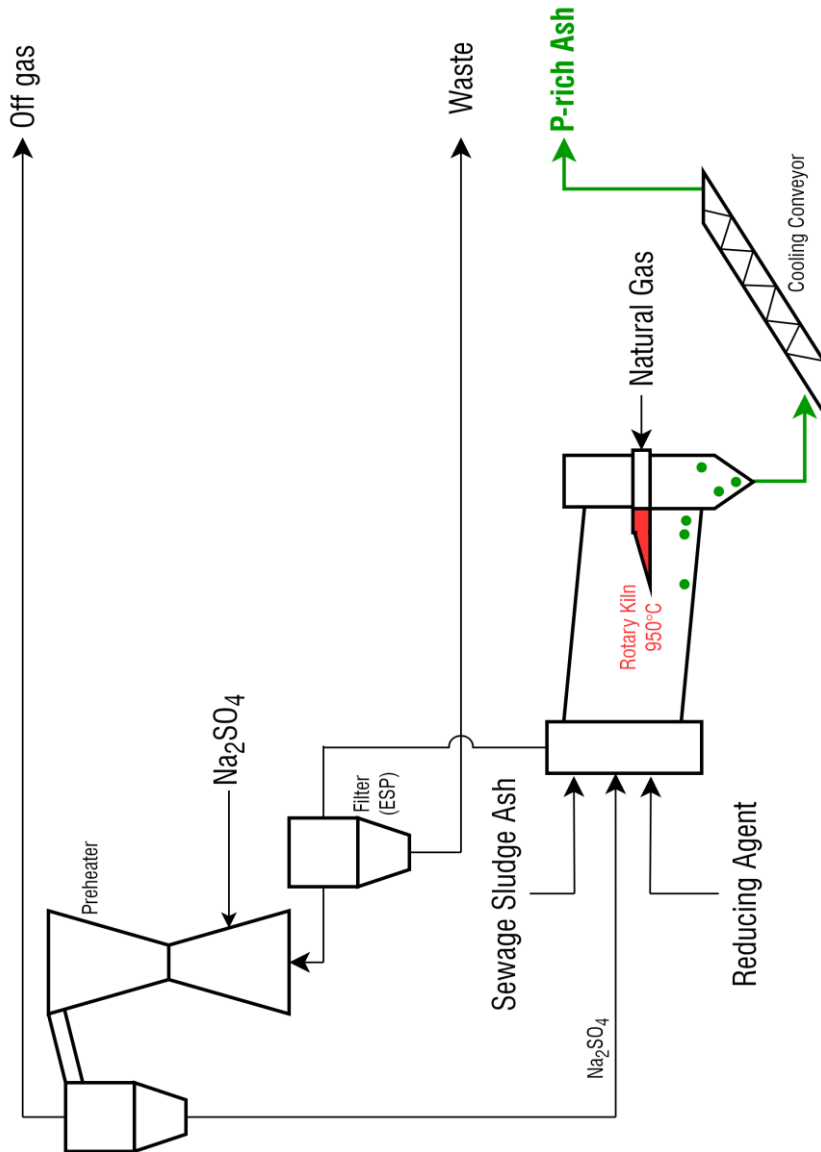 Off gas
Preheater
Na₂SO₄
Filter
(ESP)
Waste
P-rich Ash
Cooling Conveyor
Natural Gas
Rotary Kiln
950°C
Sewage Sludge Ash
Na₂SO₄
Reducing Agent